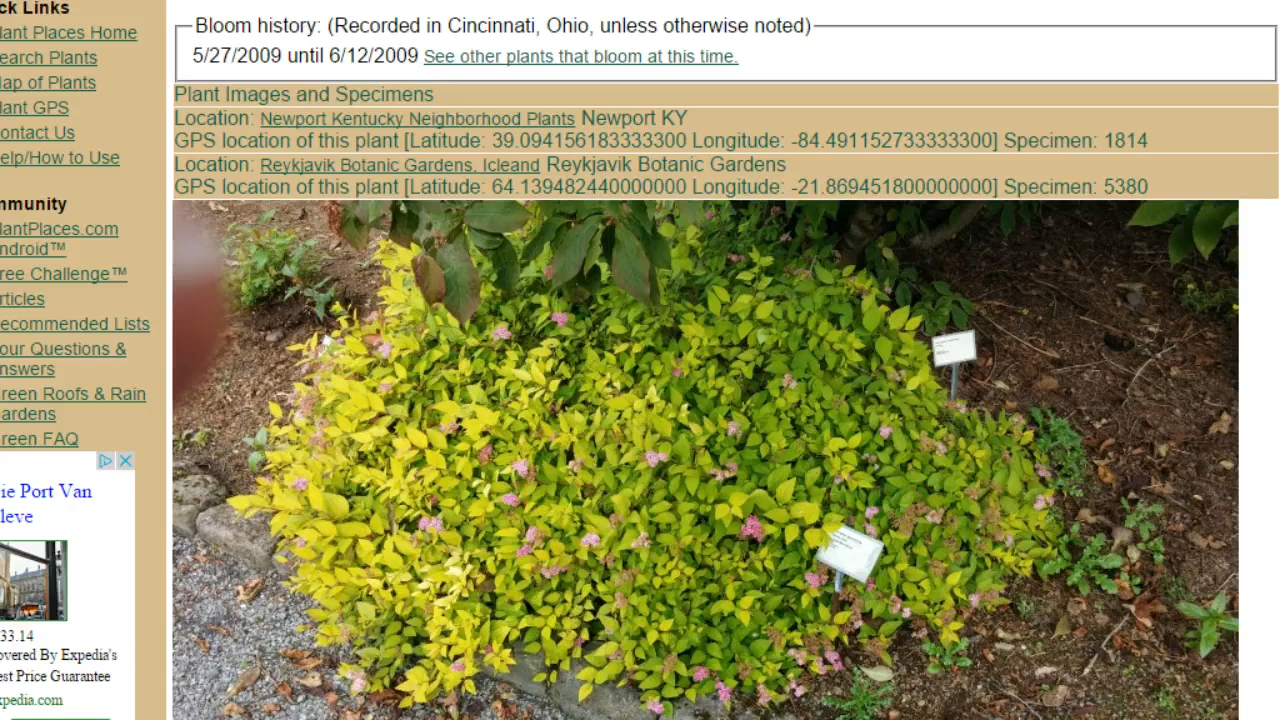 ck Links
lant Places Home
earch Plants
ap of Plants
lant GPS
ontact Us
elp/How to Use
mmunity
lantPlaces.com
ndroid™
ree Challenge™
rticles
ecommended Lists
our Questions &
nswers
reen Roofs & Rain
ardens
reen FAQ
ie Port Van
leve
33.14
overed By Expedia's
est Price Guarantee
xpedia.com
Bloom history: (Recorded in Cincinnati, Ohio, unless otherwise noted)
5/27/2009 until 6/12/2009 See other plants that bloom at this time.
Plant Images and Specimens
Location: Newport Kentucky Neighborhood Plants Newport KY
GPS location of this plant [Latitude: 39.094156183333300 Longitude: -84.491152733333300] Specimen: 1814
Location: Reykjavik Botanic Gardens, Icleand Reykjavik Botanic Gardens
GPS location of this plant [Latitude: 64.139482440000000 Longitude: -21.869451800000000] Specimen: 5380